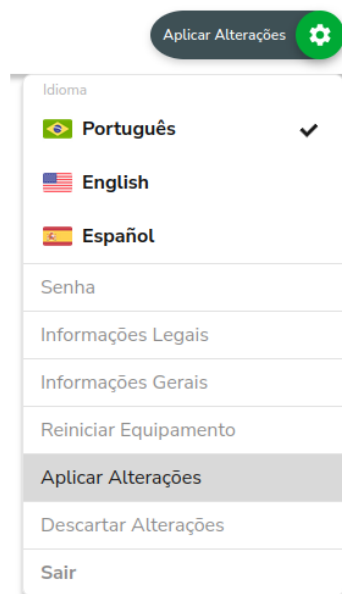 Aplicar Alterações
Idioma
Português
English
Español
Senha
Informações Legais
Informações Gerais
Reiniciar Equipamento
Aplicar Alterações
Descartar Alterações
Sair